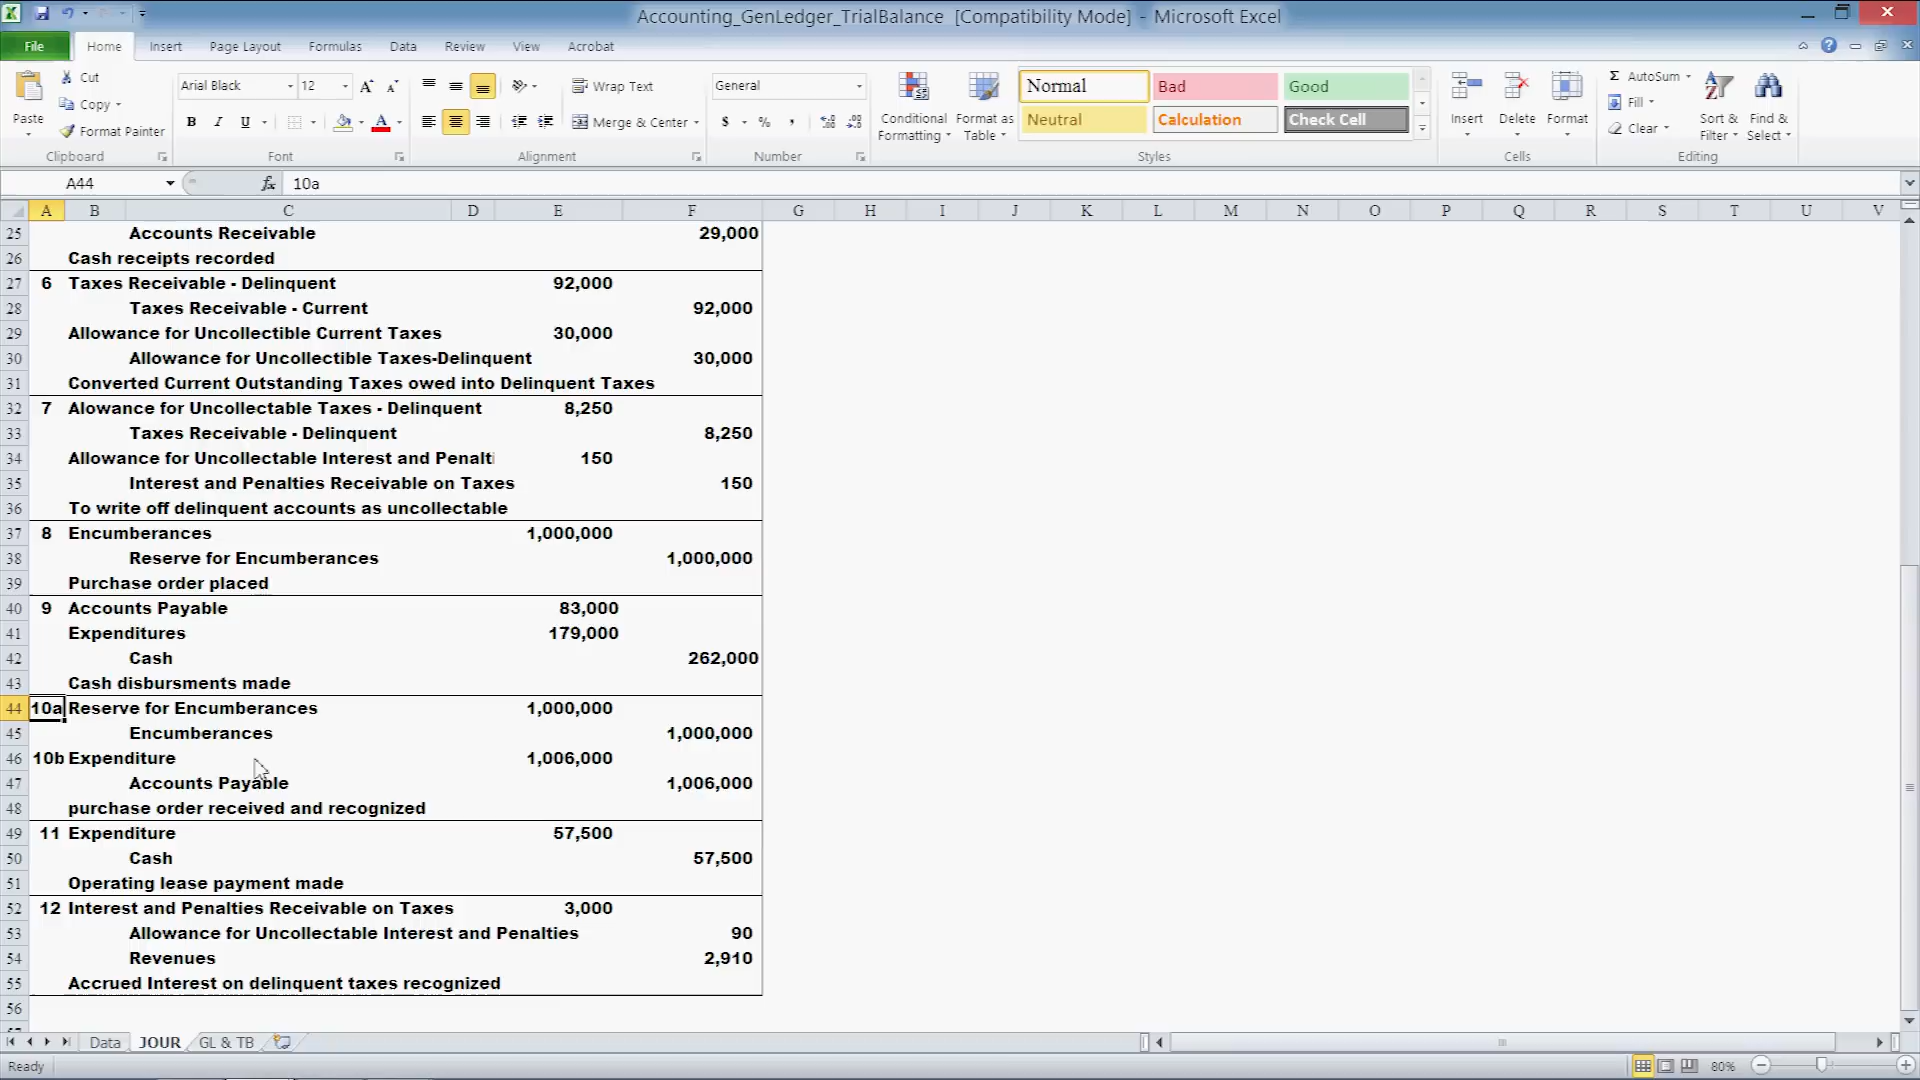 Accounting_GenLedger_TrialBalance [Compatibility Mode] - Microsoft Excel
File Home Insert Page Layout Formulas Data Review View Acrobat
Paste
Cut
Copy
Format Painter
Clipboard
Arial Black 12
B I U
Font
Wrap Text
Merge & Center
Alignment
General
$ % ,
Number
Conditional Formatting
Format as Table
Normal Bad Good
Neutral Calculation Check Cell
Styles
Insert Delete Format
Cells
Σ AutoSum
Fill
Clear
Sort & Filter
Find & Select
Editing
A44 fx 10a
A B C D E F G H I J K L M N O P Q R S T U V
25 Accounts Receivable 29,000
26 Cash receipts recorded
27 6 Taxes Receivable - Delinquent 92,000
28 Taxes Receivable - Current 92,000
29 Allowance for Uncollectible Current Taxes 30,000
30 Allowance for Uncollectible Taxes-Delinquent 30,000
31 Converted Current Outstanding Taxes owed into Delinquent Taxes
32 7 Alowance for Uncollectable Taxes - Delinquent 8,250
33 Taxes Receivable - Delinquent 8,250
34 Allowance for Uncollectable Interest and Penalti 150
35 Interest and Penalties Receivable on Taxes 150
36 To write off delinquent accounts as uncollectable
37 8 Encumberances 1,000,000
38 Reserve for Encumberances 1,000,000
39 Purchase order placed
40 9 Accounts Payable 83,000
41 Expenditures 179,000
42 Cash 262,000
43 Cash disbursments made
44 10a Reserve for Encumberances 1,000,000
45 Encumberances 1,000,000
46 10b Expenditure 1,006,000
47 Accounts Payable 1,006,000
48 purchase order received and recognized
49 11 Expenditure 57,500
50 Cash 57,500
51 Operating lease payment made
52 12 Interest and Penalties Receivable on Taxes 3,000
53 Allowance for Uncollectable Interest and Penalties 90
54 Revenues 2,910
55 Accrued Interest on delinquent taxes recognized
56
Data JOUR GL & TB
Ready 80%